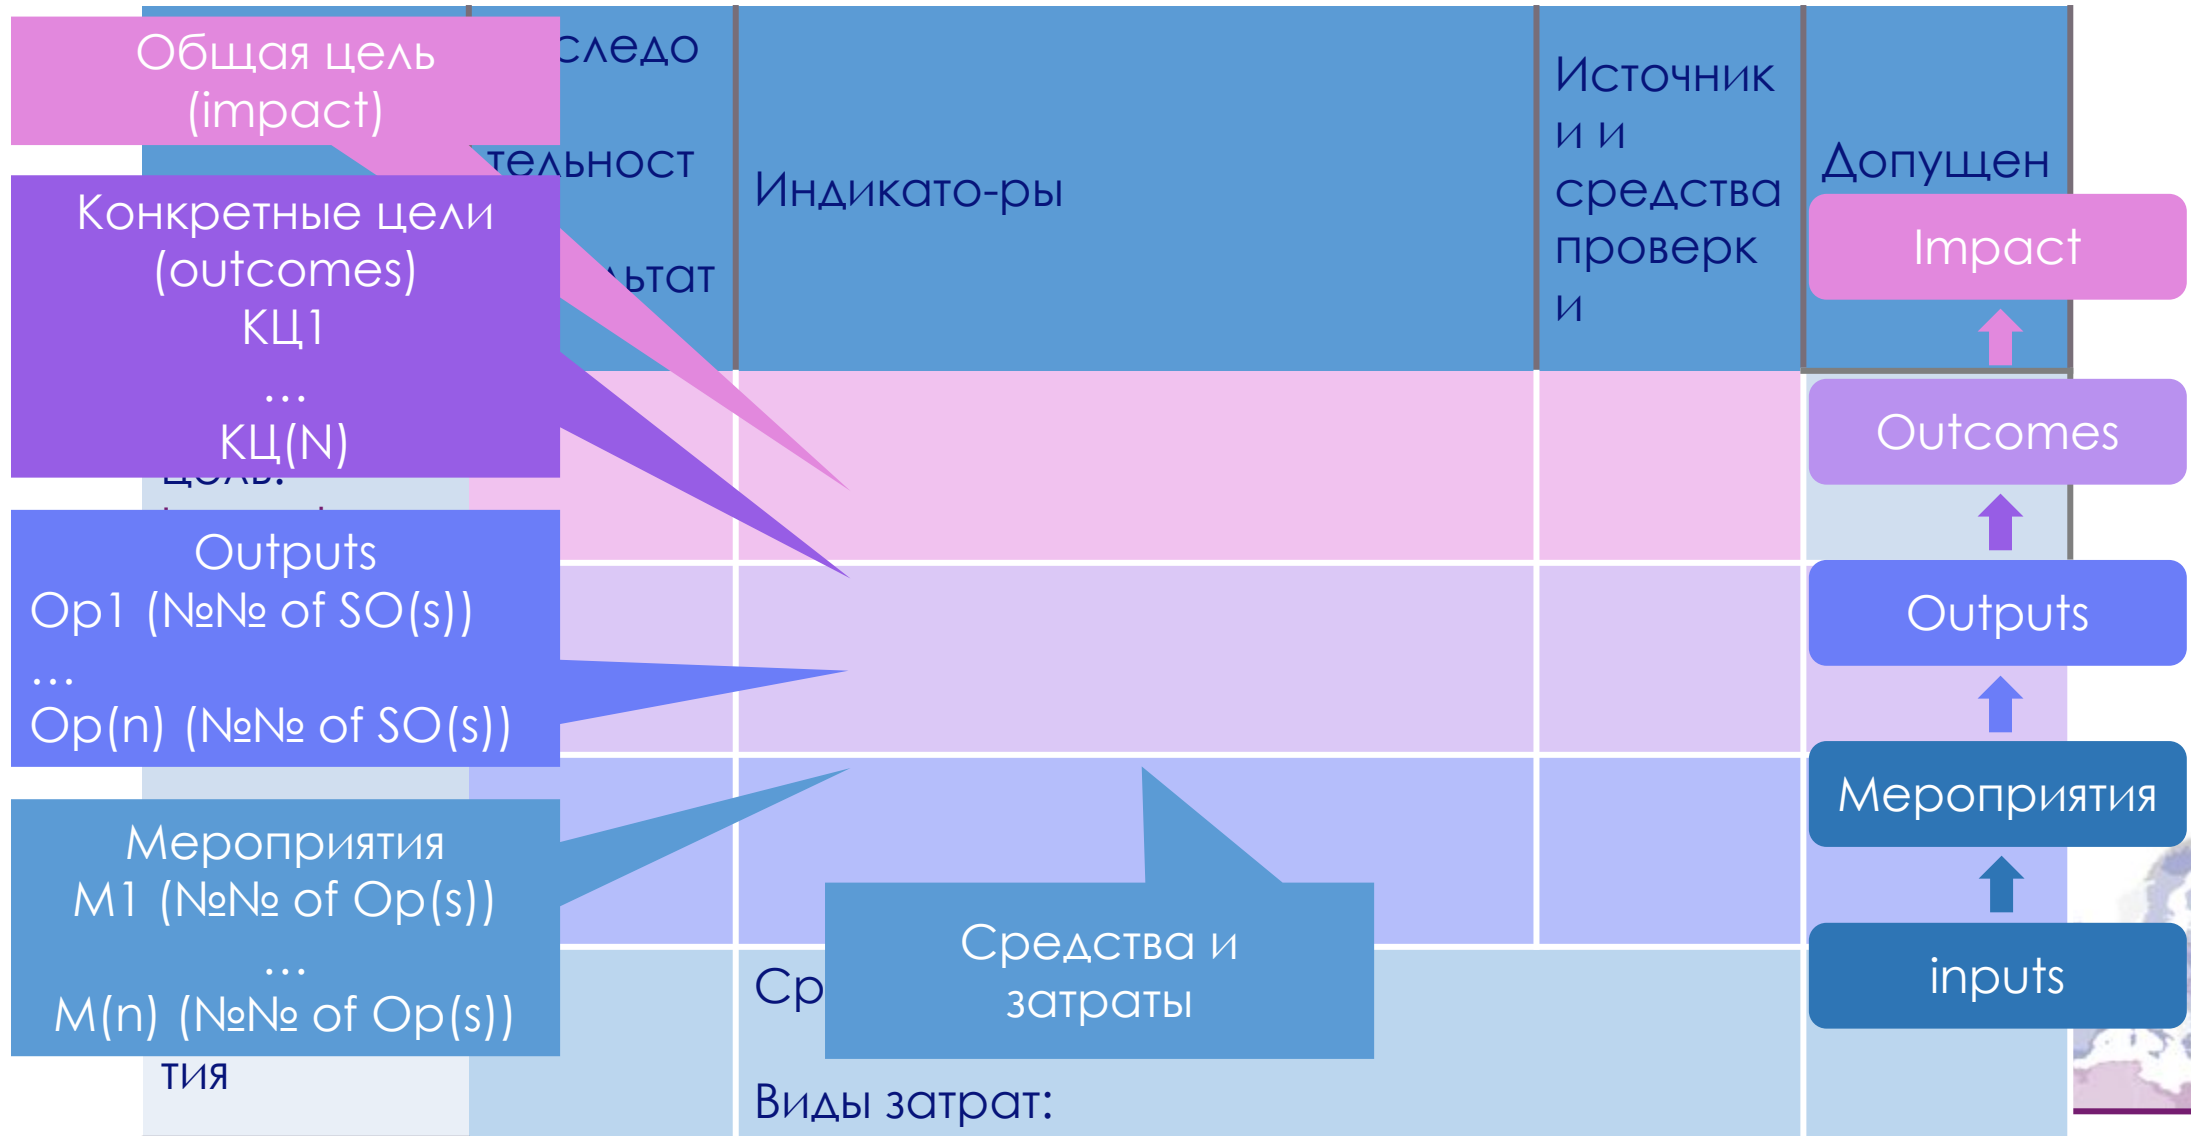 Общая цель
(impact)
Конкретные цели
(outcomes)
КЦ1
...
КЦ(N)
Outputs
Op1 (№№ of SO(s))
...
Op(n) (№№ of SO(s))
Мероприятия
М1 (№№ of Op(s))
...
М(n) (№№ of Op(s))
тия
следо
тельност
льтат
Индикато-ры
Источник
и и
средства
проверк
и
Допущен
Средства и
затраты
Ср
Виды затрат:
Impact
Outcomes
Outputs
Мероприятия
inputs